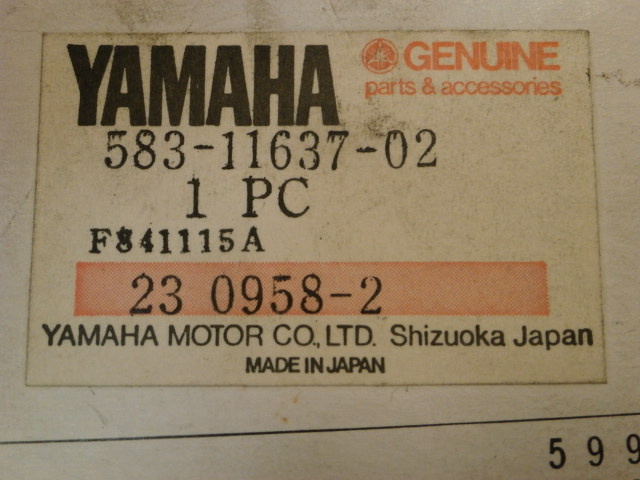 YAMAHA
GENUINE
parts & accessories
583-11637-02
1 PC
F841115A
23 0958-2
YAMAHA MOTOR CO.,LTD. Shizuoka Japan
MADE IN JAPAN
599